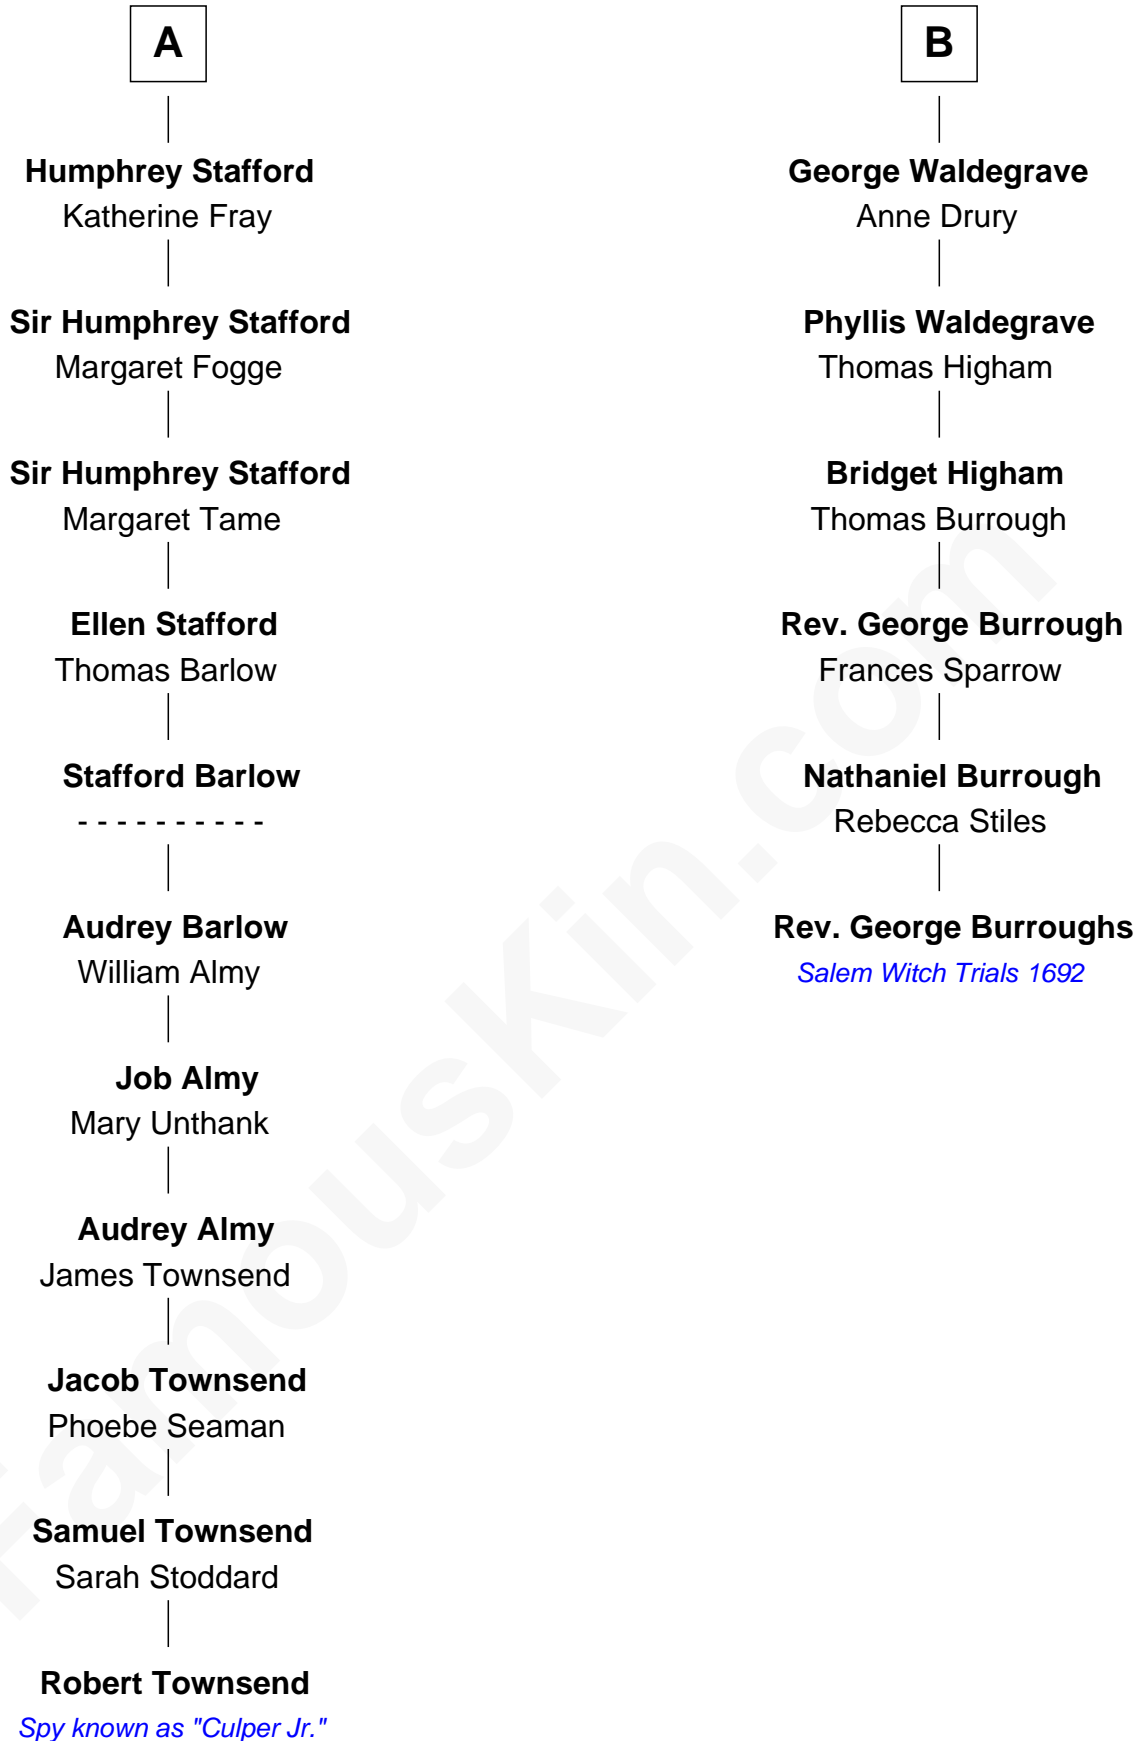 A
Humphrey Stafford
Katherine Fray
Sir Humphrey Stafford
Margaret Fogge
Sir Humphrey Stafford
Margaret Tame
Ellen Stafford
Thomas Barlow
Stafford Barlow
- - - - - - - - - -
Audrey Barlow
William Almy
Job Almy
Mary Unthank
Audrey Almy
James Townsend
Jacob Townsend
Phoebe Seaman
Samuel Townsend
Sarah Stoddard
Robert Townsend
Spy known as "Culper Jr."
B
George Waldegrave
Anne Drury
Phyllis Waldegrave
Thomas Higham
Bridget Higham
Thomas Burrough
Rev. George Burrough
Frances Sparrow
Nathaniel Burrough
Rebecca Stiles
Rev. George Burroughs
Salem Witch Trials 1692
FamousKin.com